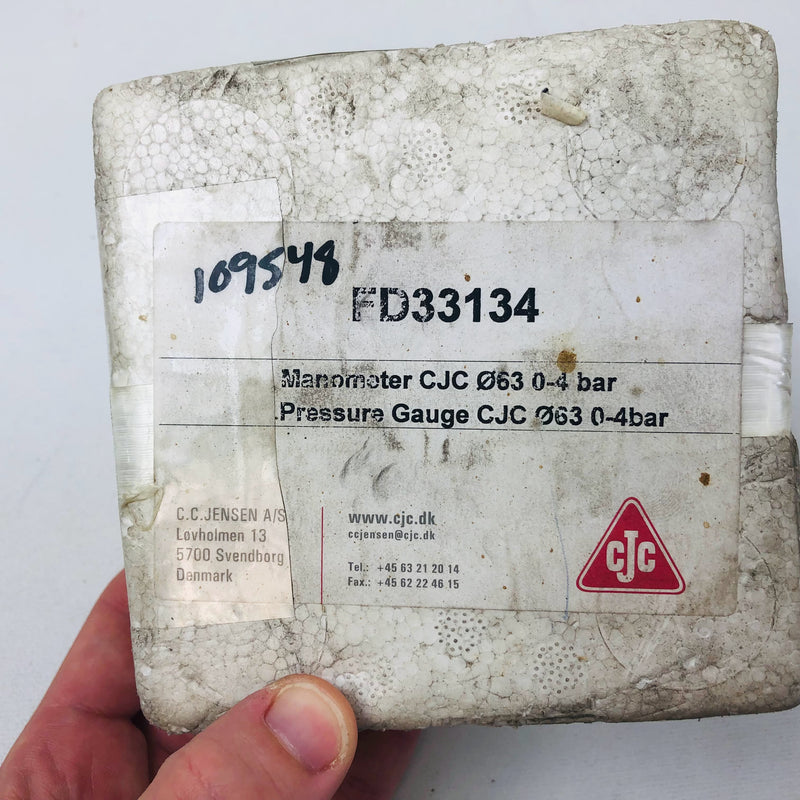 109548
FD33134
Manometer CJC Ø63 0-4 bar
Pressure Gauge CJC Ø63 0-4bar
C.C.JENSEN A/S
Løvholmen 13
5700 Svendborg
Danmark
www.cjc.dk
ccjensen@cjc.dk
Tel.: +45 63 21 20 14
Fax.: +45 62 22 46 15
CJC